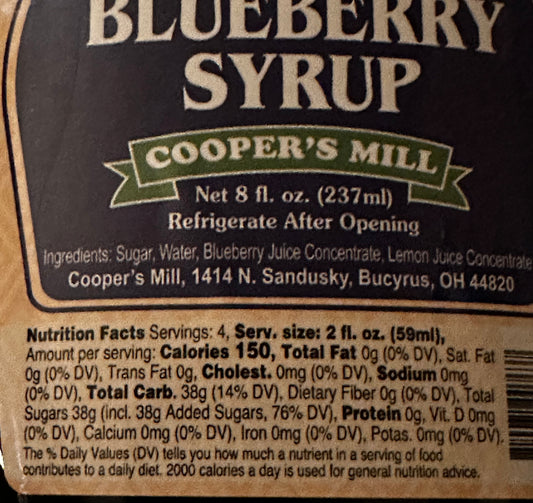 BLUEBERRY
SYRUP
COOPER'S MILL
Net 8 fl. oz. (237ml)
Refrigerate After Opening
Ingredients: Sugar, Water, Blueberry Juice Concentrate, Lemon Juice Concentrate
Cooper's Mill, 1414 N. Sandusky, Bucyrus, OH 44820
Nutrition Facts Servings: 4, Serv. size: 2 fl. oz. (59ml),
Amount per serving: Calories 150, Total Fat 0g (0% DV), Sat. Fat
0g (0% DV), Trans Fat 0g, Cholest. 0mg (0% DV), Sodium 0mg
(0% DV), Total Carb. 38g (14% DV), Dietary Fiber 0g (0% DV), Total
Sugars 38g (incl. 38g Added Sugars, 76% DV), Protein 0g, Vit. D 0mg
(0% DV), Calcium 0mg (0% DV), Iron 0mg (0% DV), Potas. 0mg (0% DV).
The % Daily Values (DV) tells you how much a nutrient in a serving of food
contributes to a daily diet. 2000 calories a day is used for general nutrition advice.